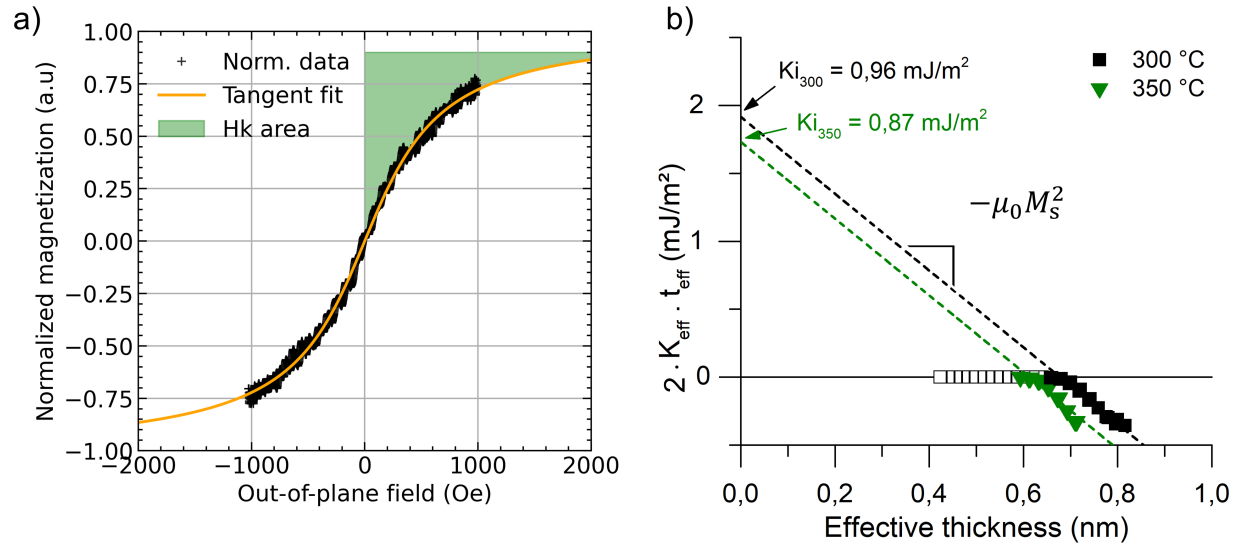 a)
1.00
0.75
0.50
0.25
0.00
−0.25
−0.50
−0.75
−1.00
Normalized magnetization (a.u)
Norm. data
Tangent fit
Hk area
−2000 −1000 0 1000 2000
Out-of-plane field (Oe)
b)
2 · K_eff · t_eff (mJ/m²)
2
1
0
Ki₃₀₀ = 0,96 mJ/m²
Ki₃₅₀ = 0,87 mJ/m²
300 °C
350 °C
−μ₀M_s²
0,0 0,2 0,4 0,6 0,8 1,0
Effective thickness (nm)